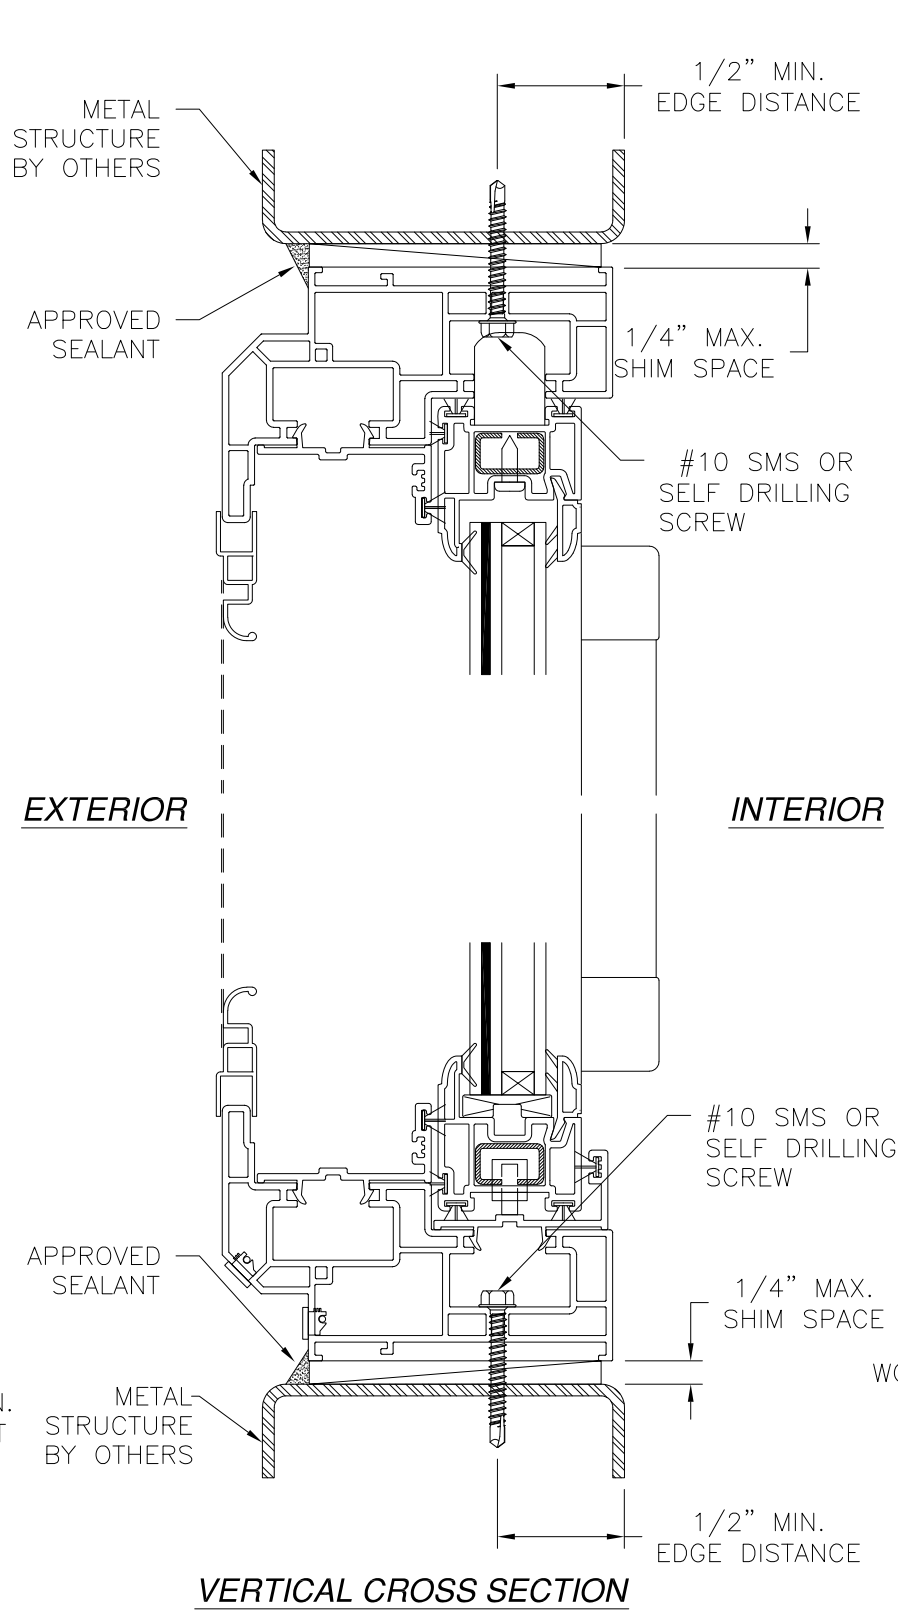 1/2" MIN.
EDGE DISTANCE
METAL
STRUCTURE
BY OTHERS
APPROVED
SEALANT
1/4" MAX.
SHIM SPACE
#10 SMS OR
SELF DRILLING
SCREW
EXTERIOR
INTERIOR
#10 SMS OR
SELF DRILLING
SCREW
APPROVED
SEALANT
1/4" MAX.
SHIM SPACE
METAL
STRUCTURE
BY OTHERS
1/2" MIN.
EDGE DISTANCE
VERTICAL CROSS SECTION